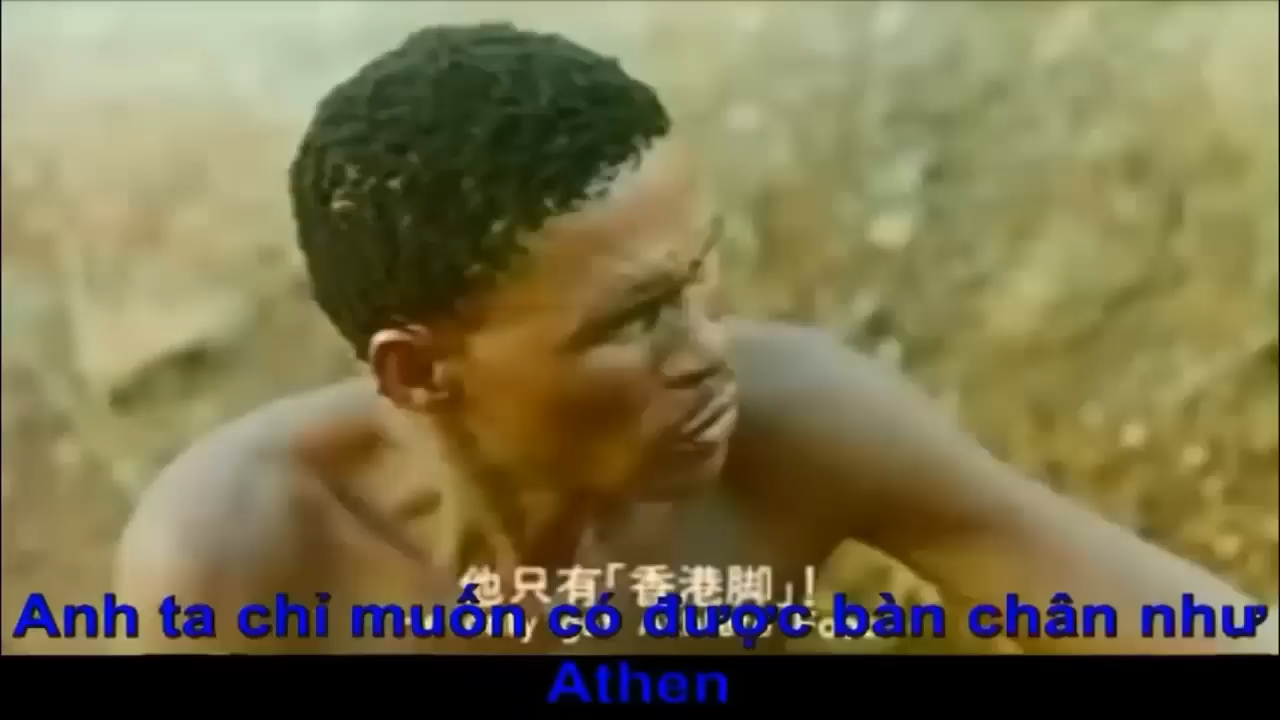 他只有「香港脚」!
Anh ta chỉ muốn có được bàn chân như
Athen